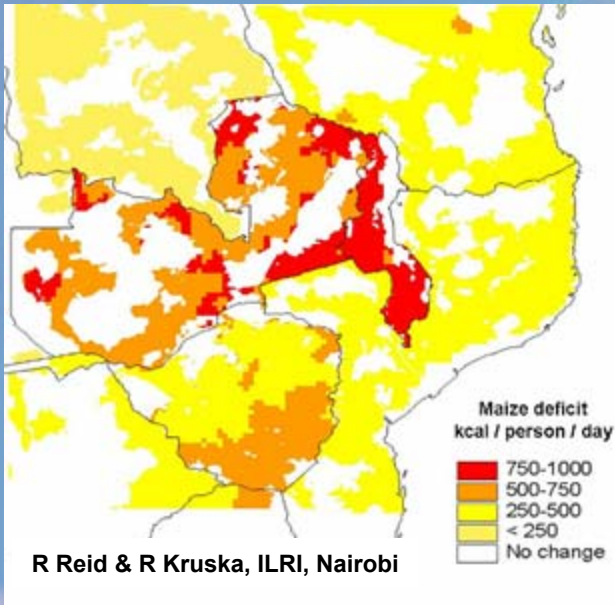 Maize deficit
kcal / person / day
750-1000
500-750
250-500
< 250
No change
R Reid & R Kruska, ILRI, Nairobi